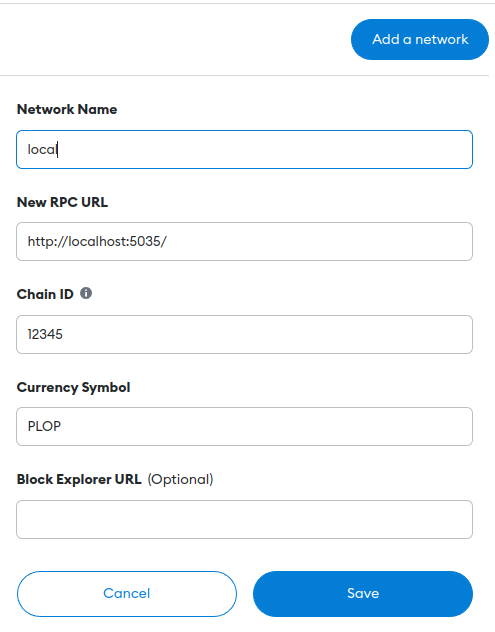 Add a network
Network Name
local
New RPC URL
http://localhost:5035/
Chain ID
12345
Currency Symbol
PLOP
Block Explorer URL (Optional)
Cancel
Save